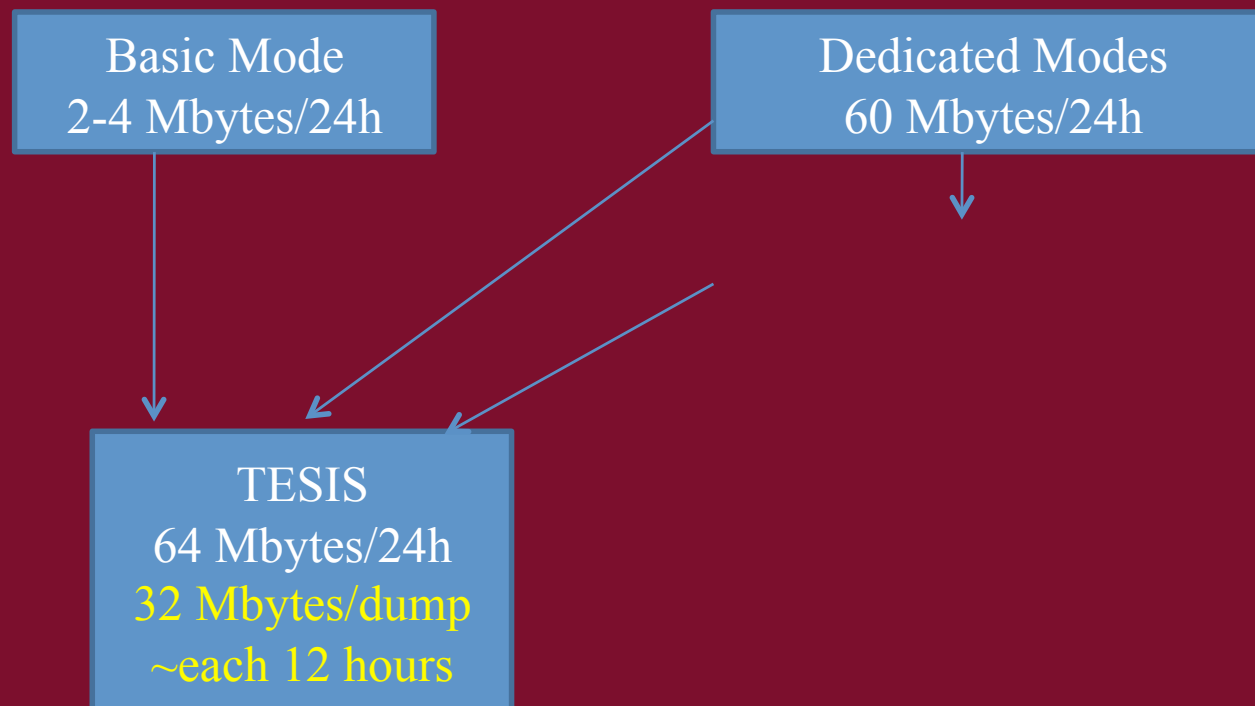 Basic Mode
2-4 Mbytes/24h
Dedicated Modes
60 Mbytes/24h
TESIS
64 Mbytes/24h
32 Mbytes/dump
~each 12 hours